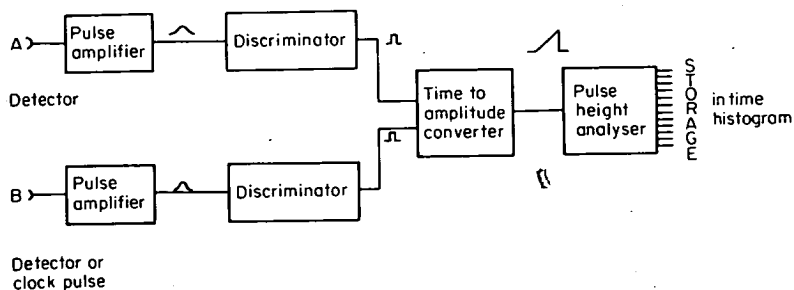 A
Pulse
amplifier
Discriminator
Detector
Time to
amplitude
converter
Pulse
height
analyser
STORAGE
in time
histogram
B
Pulse
amplifier
Discriminator
Detector or
clock pulse